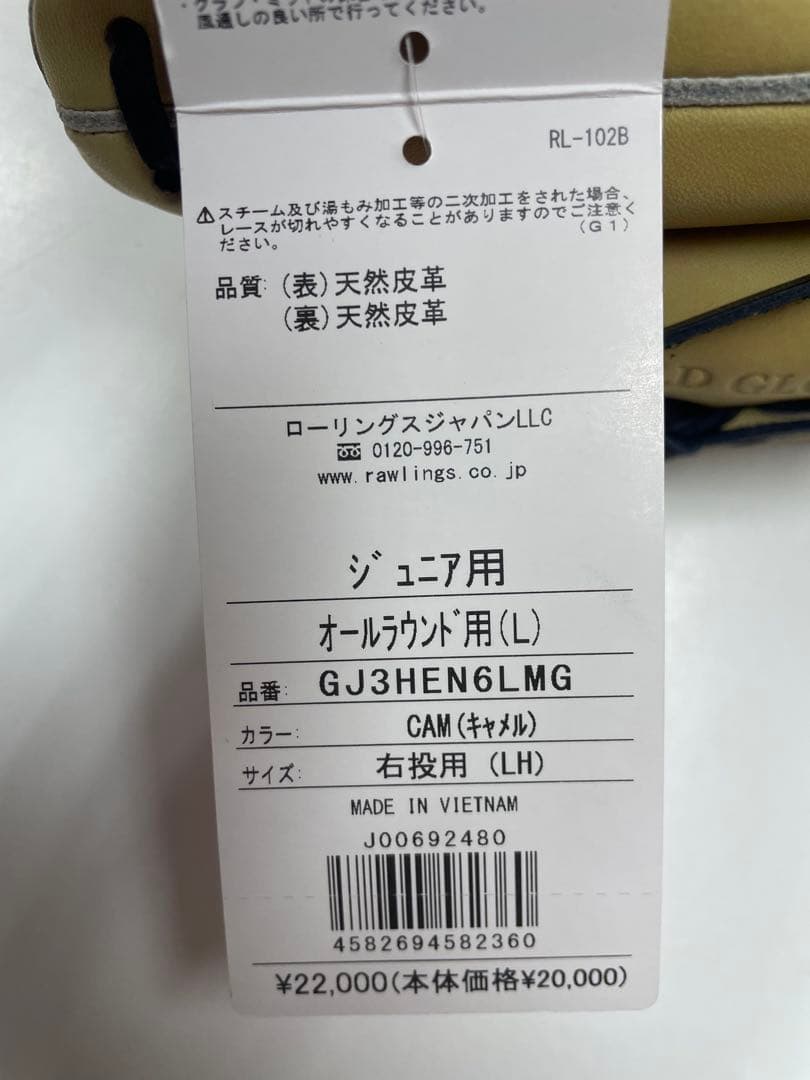 風通しの良い所で行ってください。
RL-102B
⚠スチーム及び湯もみ加工等の二次加工をされた場合、
レースが切れやすくなることがありますのでご注意く
ださい。 (G1)
品質: (表)天然皮革
(裏)天然皮革
ローリングスジャパンLLC
0120-996-751
www.rawlings.co.jp
ジュニア用
オールラウンド用(L)
品番: GJ3HEN6LMG
カラー: CAM(キャメル)
サイズ: 右投用 (LH)
MADE IN VIETNAM
J00692480
4582694582360
¥22,000(本体価格¥20,000)
D GL